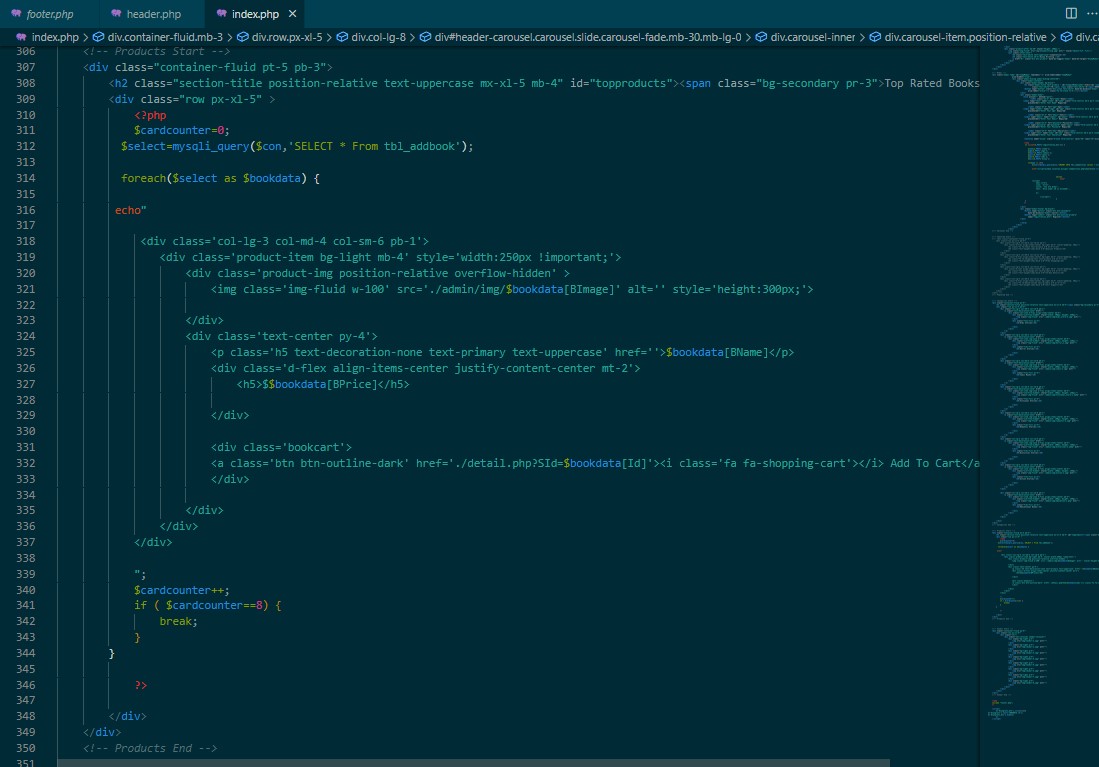 footer.php header.php index.php
index.php > div.container-fluid.mb-3 > div.row.px-xl-5 > div.col-lg-8 > div#header-carousel.carousel.slide.carousel-fade.mb-30.mb-lg-0 > div.carousel-inner > div.carousel-item.position-relative > div.ca
306 <!-- Products Start -->
307 <div class="container-fluid pt-5 pb-3">
308 <h2 class="section-title position-relative text-uppercase mx-xl-5 mb-4" id="topproducts"><span class="bg-secondary pr-3">Top Rated Books
309 <div class="row px-xl-5" >
310 <?php
311 $cardcounter=0;
312 $select=mysqli_query($con,'SELECT * From tbl_addbook');
313
314 foreach($select as $bookdata) {
315
316 echo"
317
318 <div class='col-lg-3 col-md-4 col-sm-6 pb-1'>
319 <div class='product-item bg-light mb-4' style='width:250px !important;'>
320 <div class='product-img position-relative overflow-hidden' >
321 <img class='img-fluid w-100' src='./admin/img/$bookdata[BImage]' alt='' style='height:300px;'>
322
323 </div>
324 <div class='text-center py-4'>
325 <p class='h5 text-decoration-none text-primary text-uppercase' href=''>$bookdata[BName]</p>
326 <div class='d-flex align-items-center justify-content-center mt-2'>
327 <h5>$$bookdata[BPrice]</h5>
328
329 </div>
330
331 <div class='bookcart'>
332 <a class='btn btn-outline-dark' href='./detail.php?SId=$bookdata[Id]'><i class='fa fa-shopping-cart'></i> Add To Cart</a
333 </div>
334
335 </div>
336 </div>
337 </div>
338
339 ";
340 $cardcounter++;
341 if ( $cardcounter==8) {
342 break;
343 }
344 }
345
346 ?>
347
348 </div>
349 </div>
350 <!-- Products End -->
351